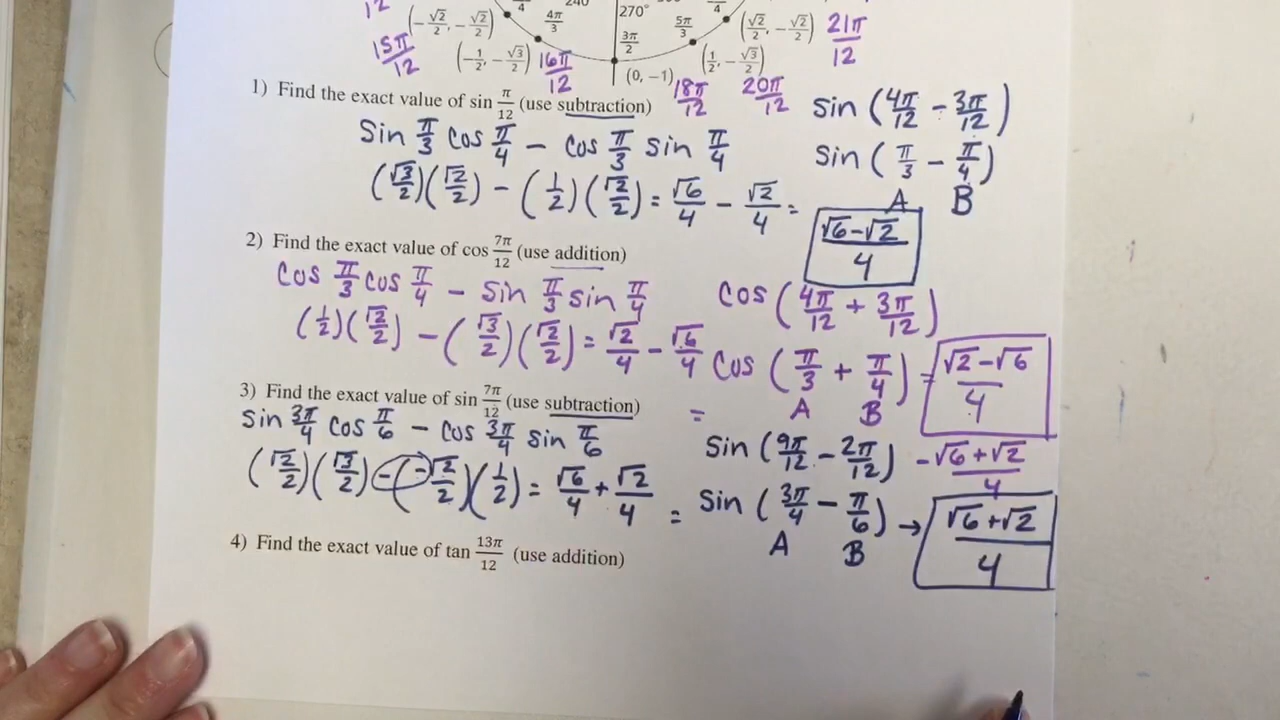 12
240
270°
3π/2
4π/3
4
5π/3
4
(-√2/2, -√2/2)
(√2/2, -√2/2)
21π/12
15π/12
(-1/2, -√3/2)
16π/12
(0, -1)
(1/2, -√3/2)
18π/12
20π/12
1) Find the exact value of sin π/12 (use subtraction)
sin (4π/12 - 3π/12)
sin π/3 cos π/4 - cos π/3 sin π/4
sin (π/3 - π/4)
A B
(√3/2)(√2/2) - (1/2)(√2/2) = √6/4 - √2/4 =
√6-√2/4
2) Find the exact value of cos 7π/12 (use addition)
cos π/3 cos π/4 - sin π/3 sin π/4
cos (4π/12 + 3π/12)
(1/2)(√2/2) - (√3/2)(√2/2) = √2/4 - √6/4
=
cos (π/3 + π/4) = √2-√6/4
A B
3) Find the exact value of sin 7π/12 (use subtraction)
sin 3π/4 cos π/6 - cos 3π/4 sin π/6
sin (9π/12 - 2π/12)
-√6+√2/4
(√2/2)(√3/2) - (-√2/2)(1/2) = √6/4 + √2/4 =
sin (3π/4 - π/6) → √6+√2/4
A B
4) Find the exact value of tan 13π/12 (use addition)